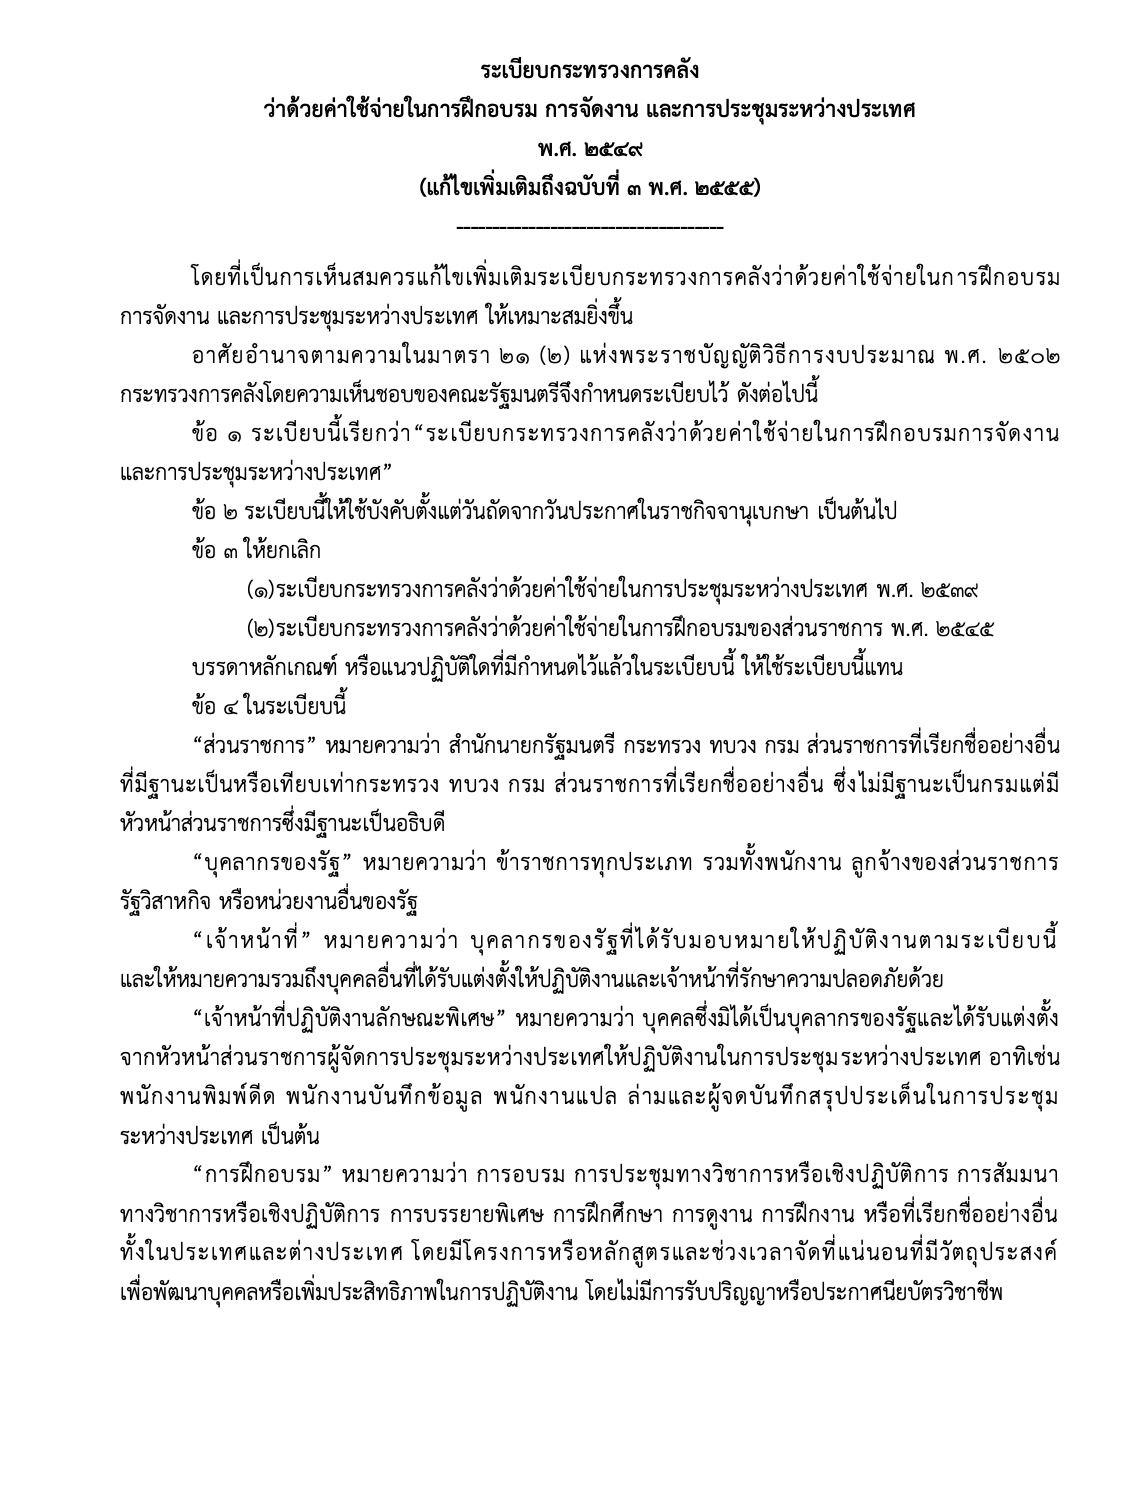 ระเบียบกระทรวงการคลัง
ว่าด้วยค่าใช้จ่ายในการฝึกอบรม การจัดงาน และการประชุมระหว่างประเทศ
พ.ศ. ๒๕๔๙
(แก้ไขเพิ่มเติมถึงฉบับที่ ๓ พ.ศ. ๒๕๕๕)
-------------------------------------
โดยที่เป็นการเห็นสมควรแก้ไขเพิ่มเติมระเบียบกระทรวงการคลังว่าด้วยค่าใช้จ่ายในการฝึกอบรม
การจัดงาน และการประชุมระหว่างประเทศ ให้เหมาะสมยิ่งขึ้น
อาศัยอำนาจตามความในมาตรา ๒๑ (๒) แห่งพระราชบัญญัติวิธีการงบประมาณ พ.ศ. ๒๕๐๒
กระทรวงการคลังโดยความเห็นชอบของคณะรัฐมนตรีจึงกำหนดระเบียบไว้ ดังต่อไปนี้
ข้อ ๑ ระเบียบนี้เรียกว่า“ระเบียบกระทรวงการคลังว่าด้วยค่าใช้จ่ายในการฝึกอบรมการจัดงาน
และการประชุมระหว่างประเทศ”
ข้อ ๒ ระเบียบนี้ให้ใช้บังคับตั้งแต่วันถัดจากวันประกาศในราชกิจจานุเบกษา เป็นต้นไป
ข้อ ๓ ให้ยกเลิก
(๑)ระเบียบกระทรวงการคลังว่าด้วยค่าใช้จ่ายในการประชุมระหว่างประเทศ พ.ศ. ๒๕๓๙
(๒)ระเบียบกระทรวงการคลังว่าด้วยค่าใช้จ่ายในการฝึกอบรมของส่วนราชการ พ.ศ. ๒๕๔๕
บรรดาหลักเกณฑ์ หรือแนวปฏิบัติใดที่มีกำหนดไว้แล้วในระเบียบนี้ ให้ใช้ระเบียบนี้แทน
ข้อ ๔ ในระเบียบนี้
“ส่วนราชการ” หมายความว่า สำนักนายกรัฐมนตรี กระทรวง ทบวง กรม ส่วนราชการที่เรียกชื่ออย่างอื่น
ที่มีฐานะเป็นหรือเทียบเท่ากระทรวง ทบวง กรม ส่วนราชการที่เรียกชื่ออย่างอื่น ซึ่งไม่มีฐานะเป็นกรมแต่มี
หัวหน้าส่วนราชการซึ่งมีฐานะเป็นอธิบดี
“บุคลากรของรัฐ” หมายความว่า ข้าราชการทุกประเภท รวมทั้งพนักงาน ลูกจ้างของส่วนราชการ
รัฐวิสาหกิจ หรือหน่วยงานอื่นของรัฐ
“เจ้าหน้าที่” หมายความว่า บุคลากรของรัฐที่ได้รับมอบหมายให้ปฏิบัติงานตามระเบียบนี้
และให้หมายความรวมถึงบุคคลอื่นที่ได้รับแต่งตั้งให้ปฏิบัติงานและเจ้าหน้าที่รักษาความปลอดภัยด้วย
“เจ้าหน้าที่ปฏิบัติงานลักษณะพิเศษ” หมายความว่า บุคคลซึ่งมิได้เป็นบุคลากรของรัฐและได้รับแต่งตั้ง
จากหัวหน้าส่วนราชการผู้จัดการประชุมระหว่างประเทศให้ปฏิบัติงานในการประชุมระหว่างประเทศ อาทิเช่น
พนักงานพิมพ์ดีด พนักงานบันทึกข้อมูล พนักงานแปล ล่ามและผู้จดบันทึกสรุปประเด็นในการประชุม
ระหว่างประเทศ เป็นต้น
“การฝึกอบรม” หมายความว่า การอบรม การประชุมทางวิชาการหรือเชิงปฏิบัติการ การสัมมนา
ทางวิชาการหรือเชิงปฏิบัติการ การบรรยายพิเศษ การฝึกศึกษา การดูงาน การฝึกงาน หรือที่เรียกชื่ออย่างอื่น
ทั้งในประเทศและต่างประเทศ โดยมีโครงการหรือหลักสูตรและช่วงเวลาจัดที่แน่นอนที่มีวัตถุประสงค์
เพื่อพัฒนาบุคคลหรือเพิ่มประสิทธิภาพในการปฏิบัติงาน โดยไม่มีการรับปริญญาหรือประกาศนียบัตรวิชาชีพ